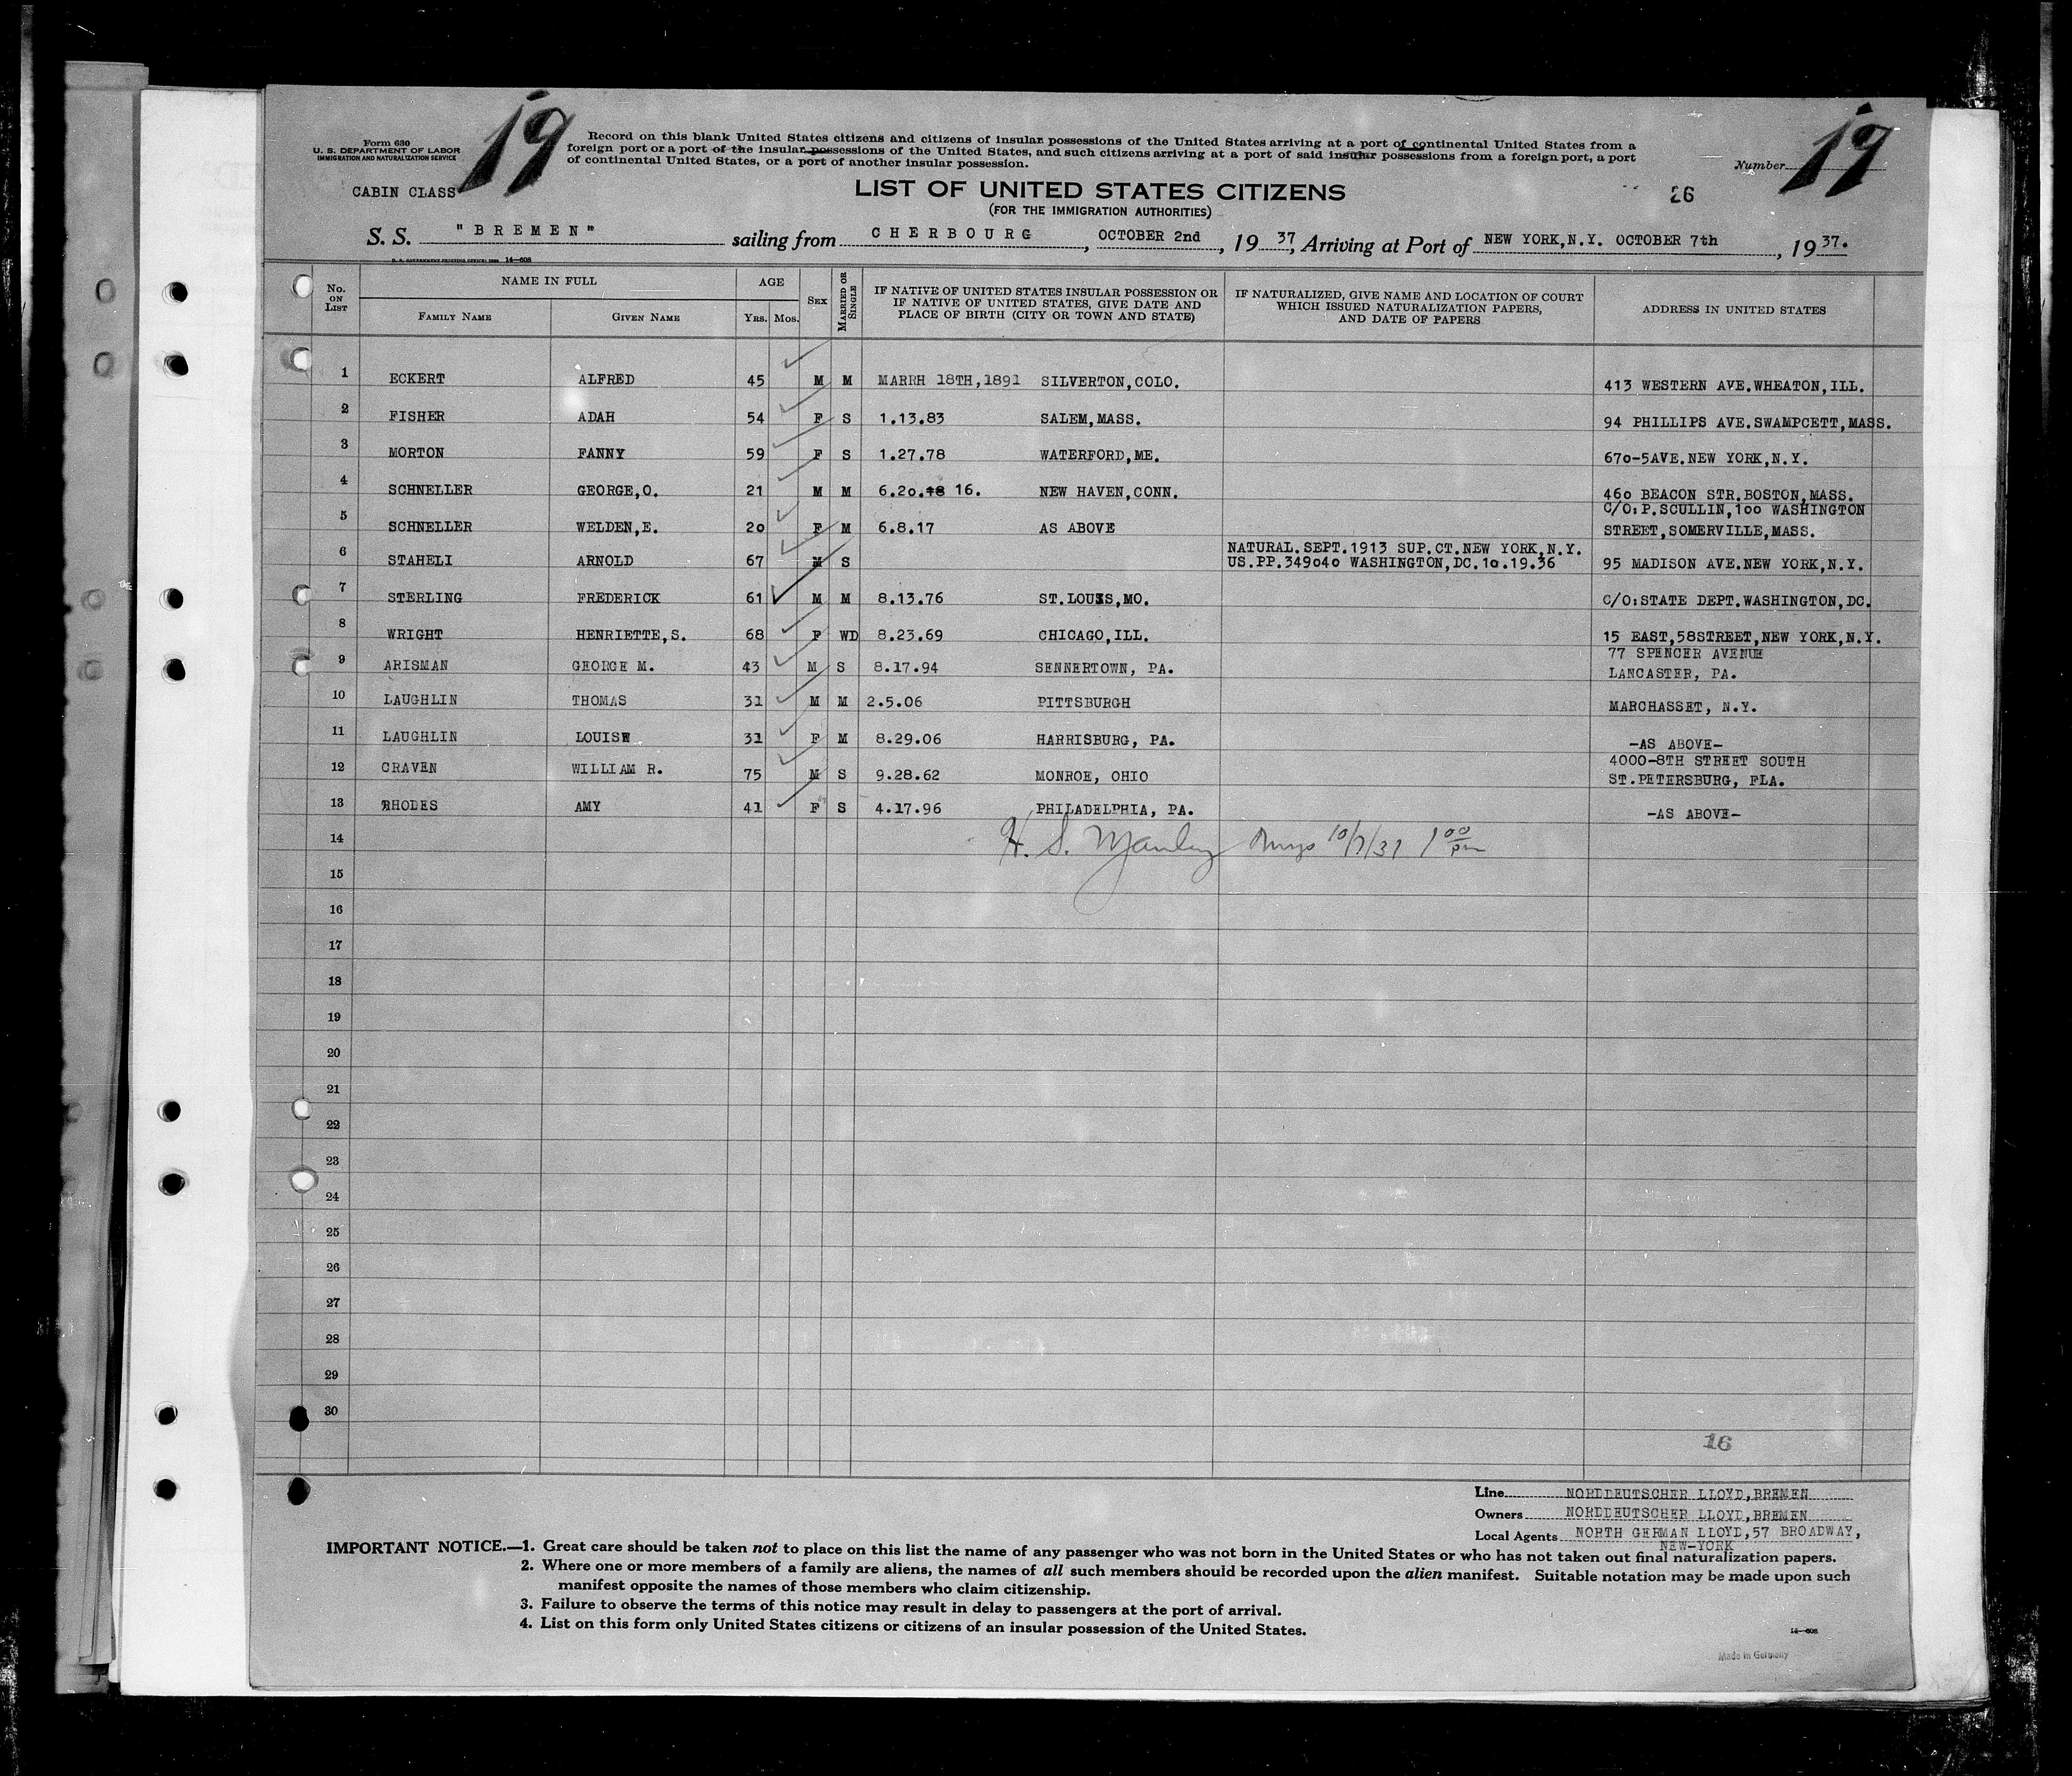 Form 630
U. S. DEPARTMENT OF LABOR
IMMIGRATION AND NATURALIZATION SERVICE
19
Record on this blank United States citizens and citizens of insular possessions of the United States arriving at a port of continental United States from a
foreign port or a port of the insular possessions of the United States, and such citizens arriving at a port of said insular possessions from a foreign port, a port
of continental United States, or a port of another insular possession.
Number 19
CABIN CLASS
LIST OF UNITED STATES CITIZENS
26
(FOR THE IMMIGRATION AUTHORITIES)
S. S. "BREMEN" sailing from CHERBOURG, OCTOBER 2nd, 19 37, Arriving at Port of NEW YORK,N.Y. OCTOBER 7th, 19 37.
No. ON LIST
NAME IN FULL
FAMILY NAME
GIVEN NAME
AGE
YRS. MOS.
SEX
MARRIED OR SINGLE
IF NATIVE OF UNITED STATES INSULAR POSSESSION OR
IF NATIVE OF UNITED STATES, GIVE DATE AND
PLACE OF BIRTH (CITY OR TOWN AND STATE)
IF NATURALIZED, GIVE NAME AND LOCATION OF COURT
WHICH ISSUED NATURALIZATION PAPERS,
AND DATE OF PAPERS
ADDRESS IN UNITED STATES
1 ECKERT ALFRED 45 M M MARRH 18TH,1891 SILVERTON,COLO. 413 WESTERN AVE.WHEATON,ILL.
2 FISHER ADAH 54 F S 1.13.83 SALEM,MASS. 94 PHILLIPS AVE.SWAMPCETT,MASS.
3 MORTON FANNY 59 F S 1.27.78 WATERFORD,ME. 670-5AVE.NEW YORK,N.Y.
4 SCHNELLER GEORGE,O. 21 M M 6.20.18 16. NEW HAVEN,CONN. 460 BEACON STR.BOSTON,MASS.
5 SCHNELLER WELDEN,E. 20 F M 6.8.17 AS ABOVE C/O:P.SCULLIN,100 WASHINGTON
STREET,SOMERVILLE,MASS.
6 STAHELI ARNOLD 67 M S NATURAL.SEPT.1913 SUP.CT.NEW YORK,N.Y.
US.PP.349040 WASHINGTON,DC.10.19.36 95 MADISON AVE.NEW YORK,N.Y.
7 STERLING FREDERICK 61 M M 8.13.76 ST.LOUIS,MO. C/O:STATE DEPT.WASHINGTON,DC.
8 WRIGHT HENRIETTE,S. 68 F WD 8.23.69 CHICAGO,ILL. 15 EAST,58STREET,NEW YORK,N.Y.
9 ARISMAN GEORGE M. 43 M S 8.17.94 SENNERTOWN, PA. 77 SPENCER AVENUE
LANCASTER, PA.
10 LAUGHLIN THOMAS 31 M M 2.5.06 PITTSBURGH MARCHASSET, N.Y.
11 LAUGHLIN LOUISE 31 F M 8.29.06 HARRISBURG, PA. -AS ABOVE-
12 CRAVEN WILLIAM R. 75 M S 9.28.62 MONROE, OHIO 4000-8TH STREET SOUTH
ST.PETERSBURG, FLA.
13 RHODES AMY 41 F S 4.17.96 PHILADELPHIA, PA. -AS ABOVE-
14 H. S. Manley 10/7/37 1 00 pm
15
16
17
18
19
20
21
22
23
24
25
26
27
28
29
30
16
Line NORDDEUTSCHER LLOYD,BREMEN
Owners NORDDEUTSCHER LLOYD,BREMEN
Local Agents NORTH GERMAN LLOYD,57 BROADWAY,
NEW-YORK
IMPORTANT NOTICE.—1. Great care should be taken not to place on this list the name of any passenger who was not born in the United States or who has not taken out final naturalization papers.
2. Where one or more members of a family are aliens, the names of all such members should be recorded upon the alien manifest. Suitable notation may be made upon such
manifest opposite the names of those members who claim citizenship.
3. Failure to observe the terms of this notice may result in delay to passengers at the port of arrival.
4. List on this form only United States citizens or citizens of an insular possession of the United States.
14—608
Made in Germany